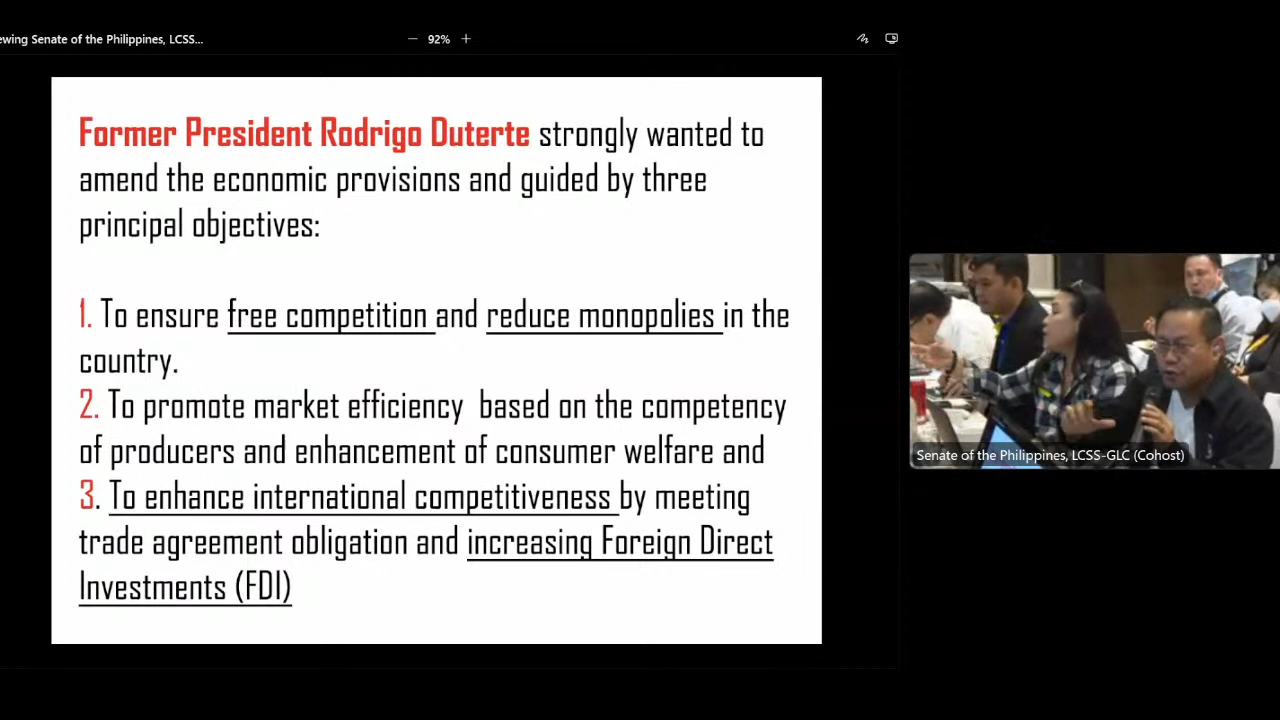 ewing Senate of the Philippines, LCSS...
92%
Former President Rodrigo Duterte strongly wanted to
amend the economic provisions and guided by three
principal objectives:
1. To ensure free competition and reduce monopolies in the
country.
2. To promote market efficiency based on the competency
of producers and enhancement of consumer welfare and
3. To enhance international competitiveness by meeting
trade agreement obligation and increasing Foreign Direct
Investments (FDI)
Senate of the Philippines, LCSS-GLC (Cohost)